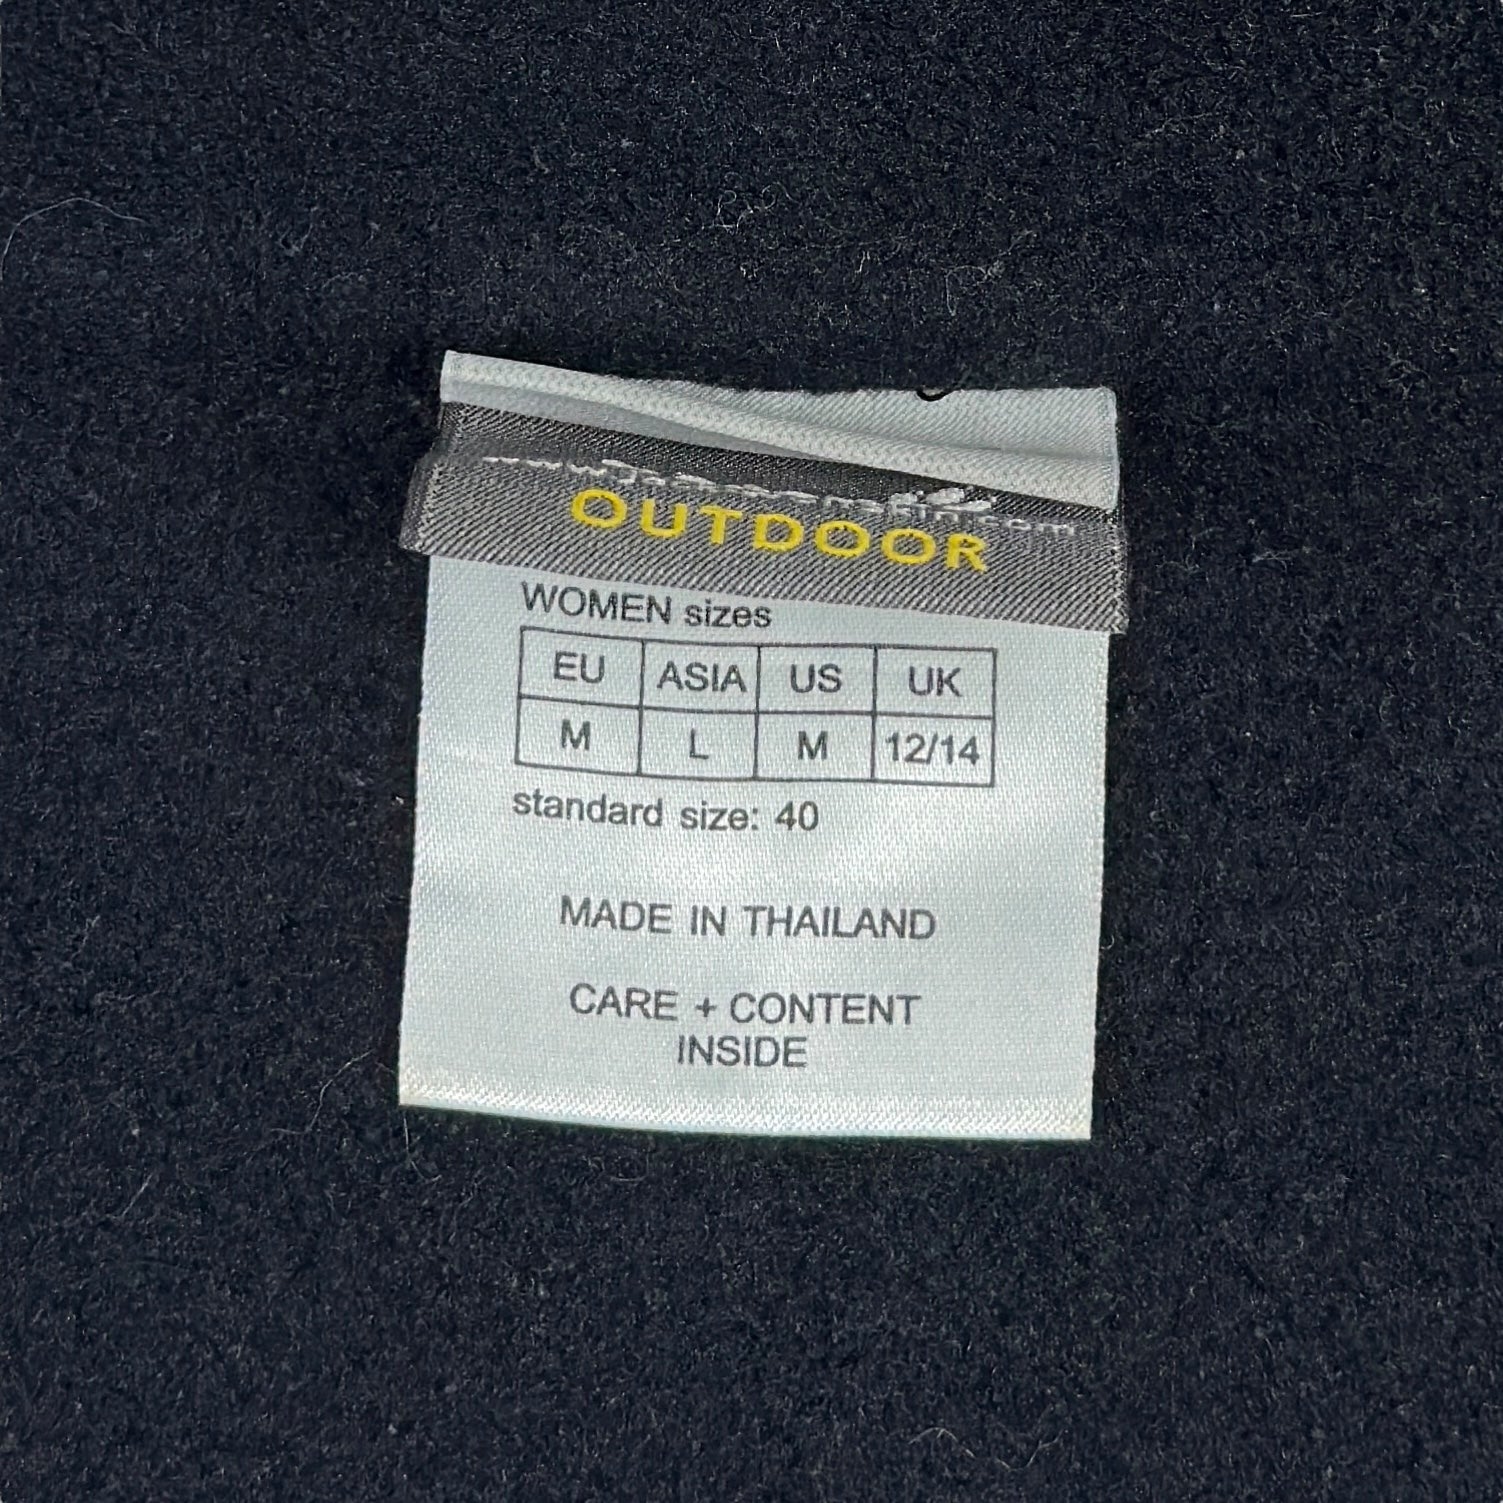 OUTDOOR
WOMEN sizes
EU ASIA US UK
M L M 12/14
standard size: 40
MADE IN THAILAND
CARE + CONTENT
INSIDE